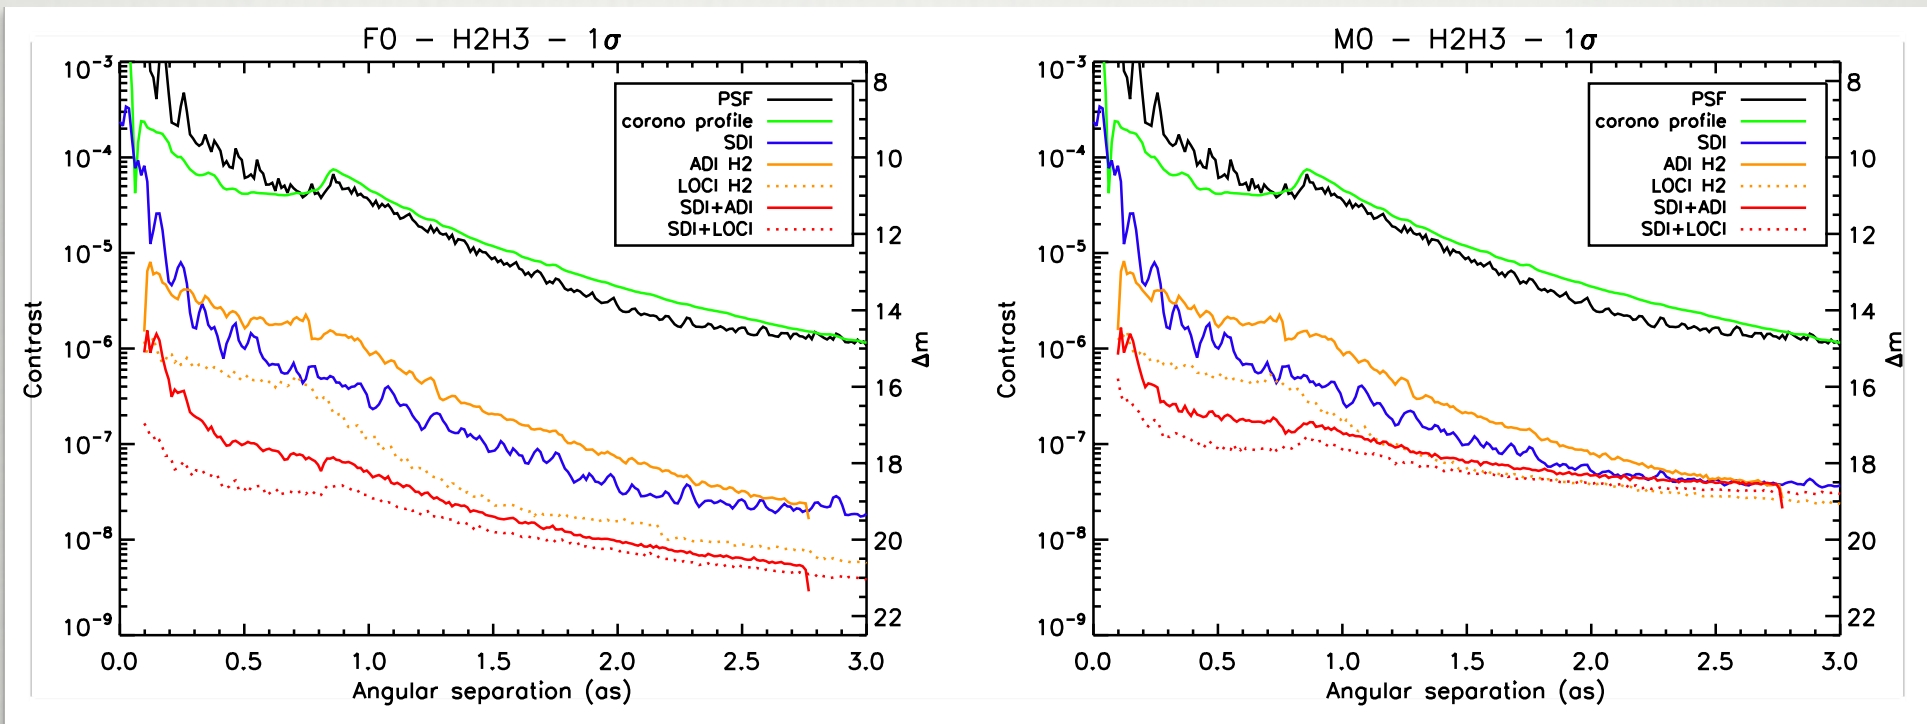 F0 - H2H3 - 1σ
10⁻³
10⁻⁴
10⁻⁵
10⁻⁶
10⁻⁷
10⁻⁸
10⁻⁹
Contrast
PSF
corono profile
SDI
ADI H2
LOCI H2
SDI+ADI
SDI+LOCI
8
10
12
14
16
18
20
22
Δm
0.0 0.5 1.0 1.5 2.0 2.5 3.0
Angular separation (as)
M0 - H2H3 - 1σ
10⁻³
10⁻⁴
10⁻⁵
10⁻⁶
10⁻⁷
10⁻⁸
10⁻⁹
Contrast
PSF
corono profile
SDI
ADI H2
LOCI H2
SDI+ADI
SDI+LOCI
8
10
12
14
16
18
20
22
Δm
0.0 0.5 1.0 1.5 2.0 2.5 3.0
Angular separation (as)